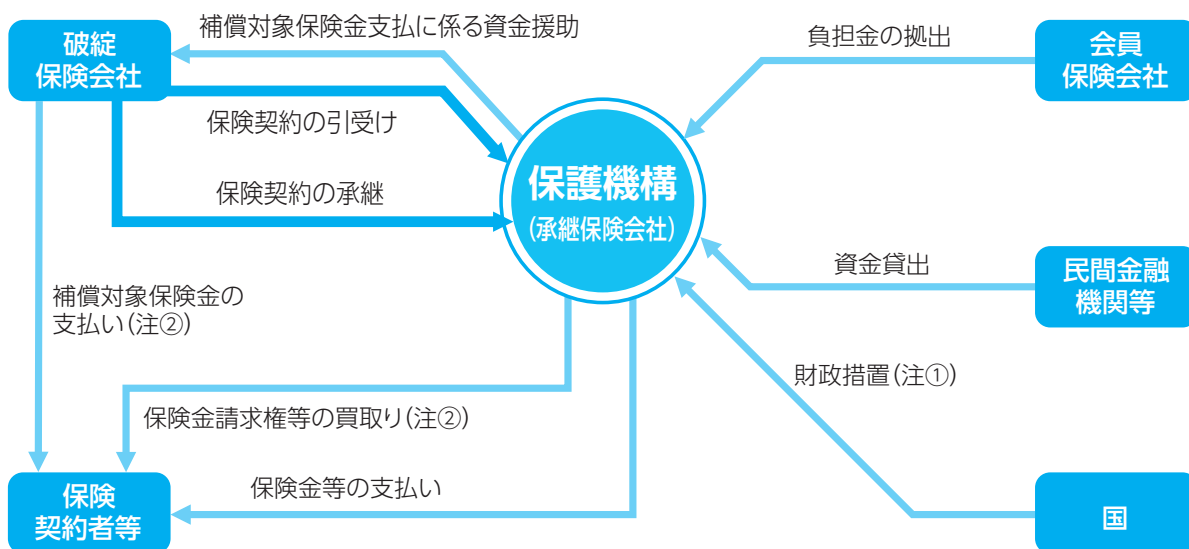 補償対象保険金支払に係る資金援助
破綻
保険会社
負担金の拠出
会員
保険会社
保険契約の引受け
保険契約の承継
保護機構
(承継保険会社)
資金貸出
民間金融
機関等
補償対象保険金の
支払い(注②)
財政措置(注①)
保険金請求権等の買取り(注②)
保険金等の支払い
保険
契約者等
国